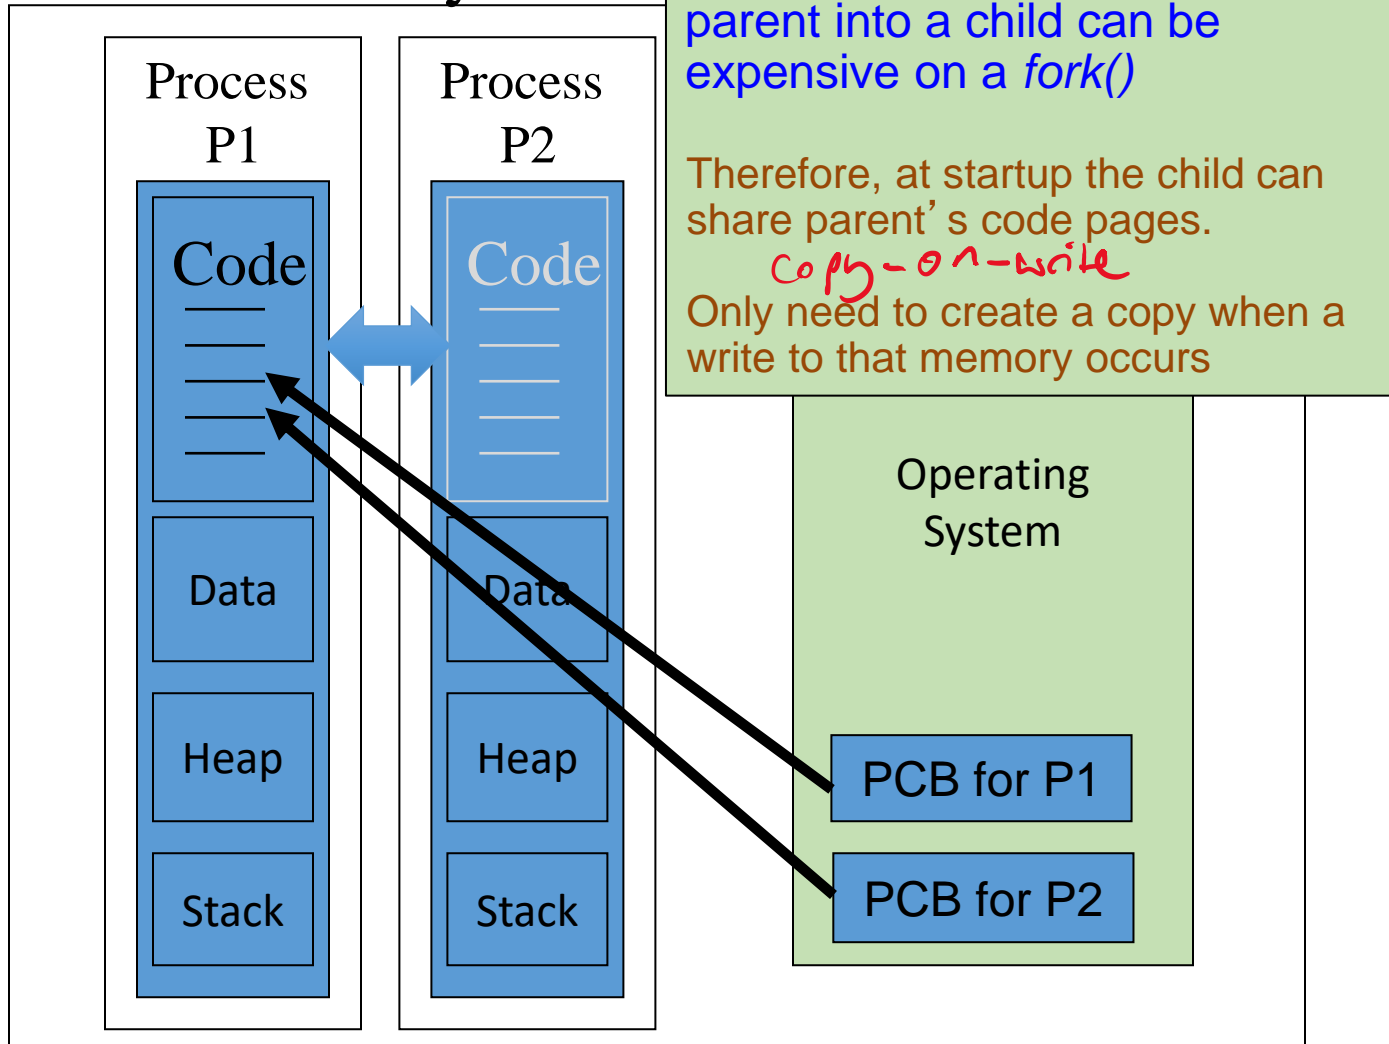 parent into a child can be
expensive on a fork()
Therefore, at startup the child can
share parent’s code pages.
copy-on-write
Only need to create a copy when a
write to that memory occurs
Process
P1
Code
Data
Heap
Stack
Process
P2
Code
Data
Heap
Stack
Operating
System
PCB for P1
PCB for P2